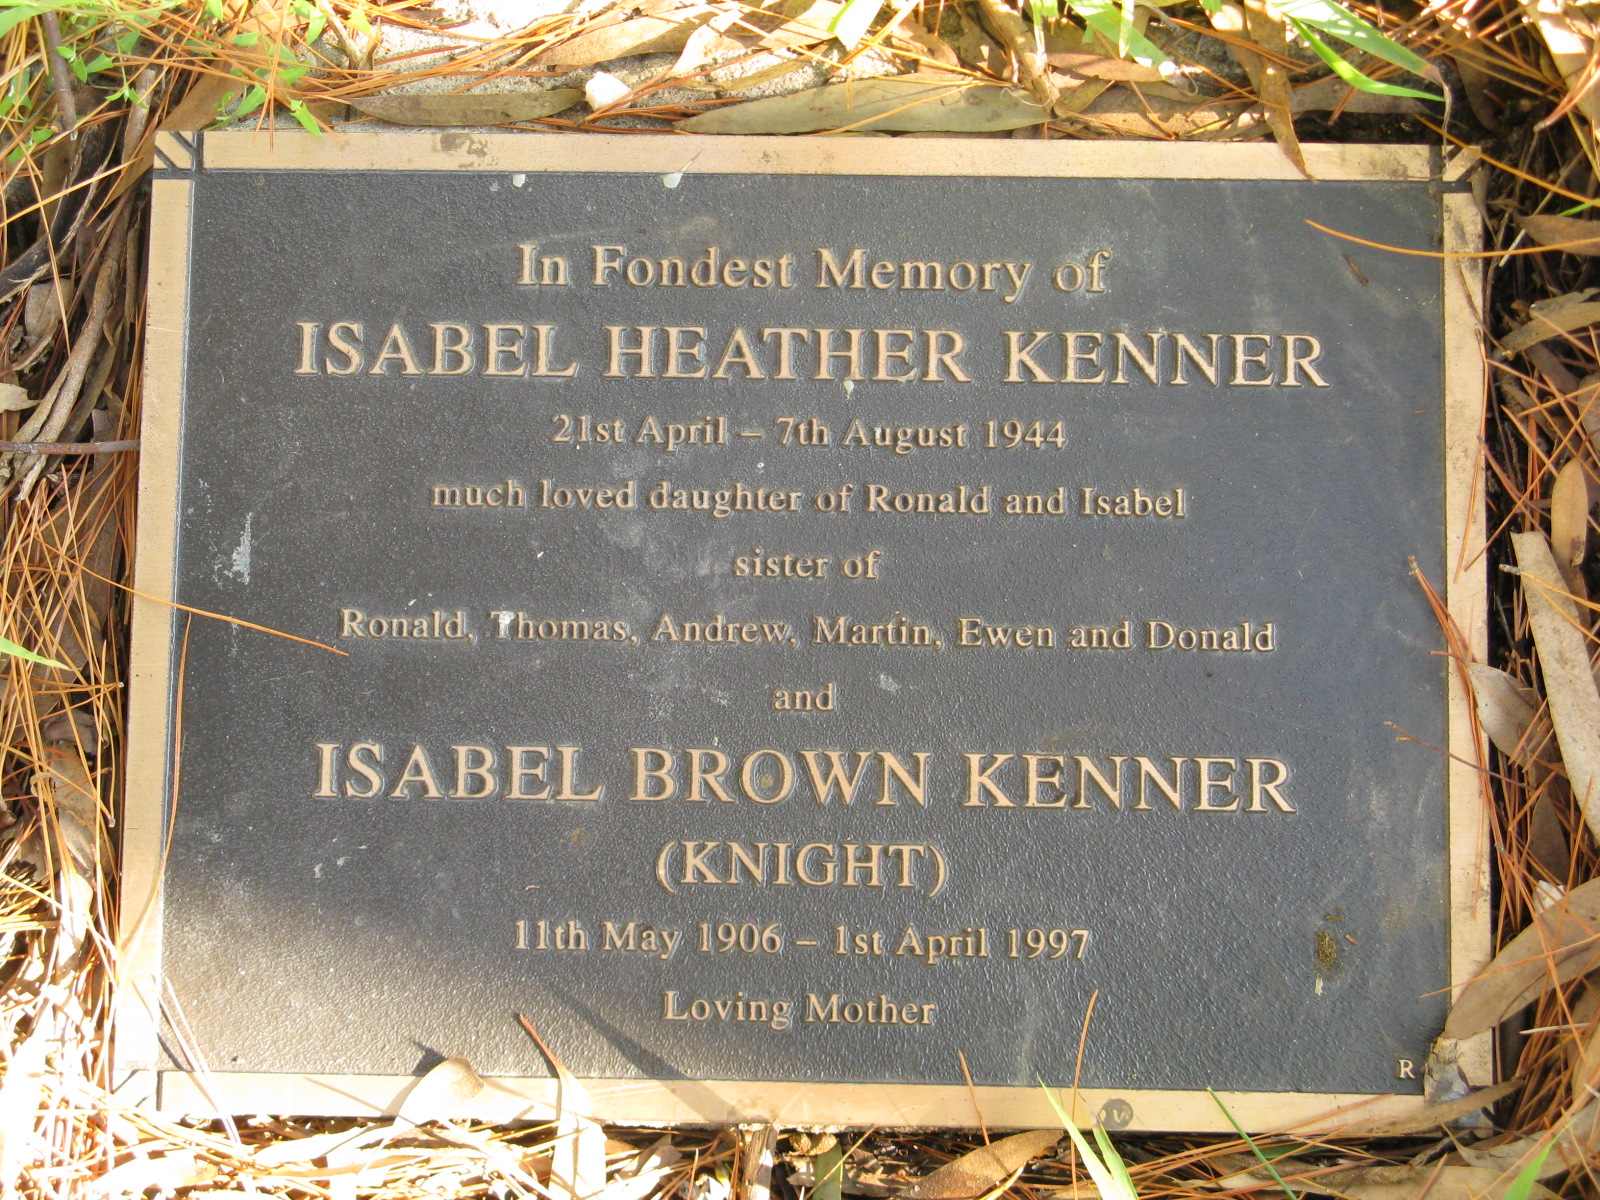 In Fondest Memory of
ISABEL HEATHER KENNER
21st April – 7th August 1944
much loved daughter of Ronald and Isabel
sister of
Ronald, Thomas, Andrew, Martin, Ewen and Donald
and
ISABEL BROWN KENNER
(KNIGHT)
11th May 1906 – 1st April 1997
Loving Mother
R